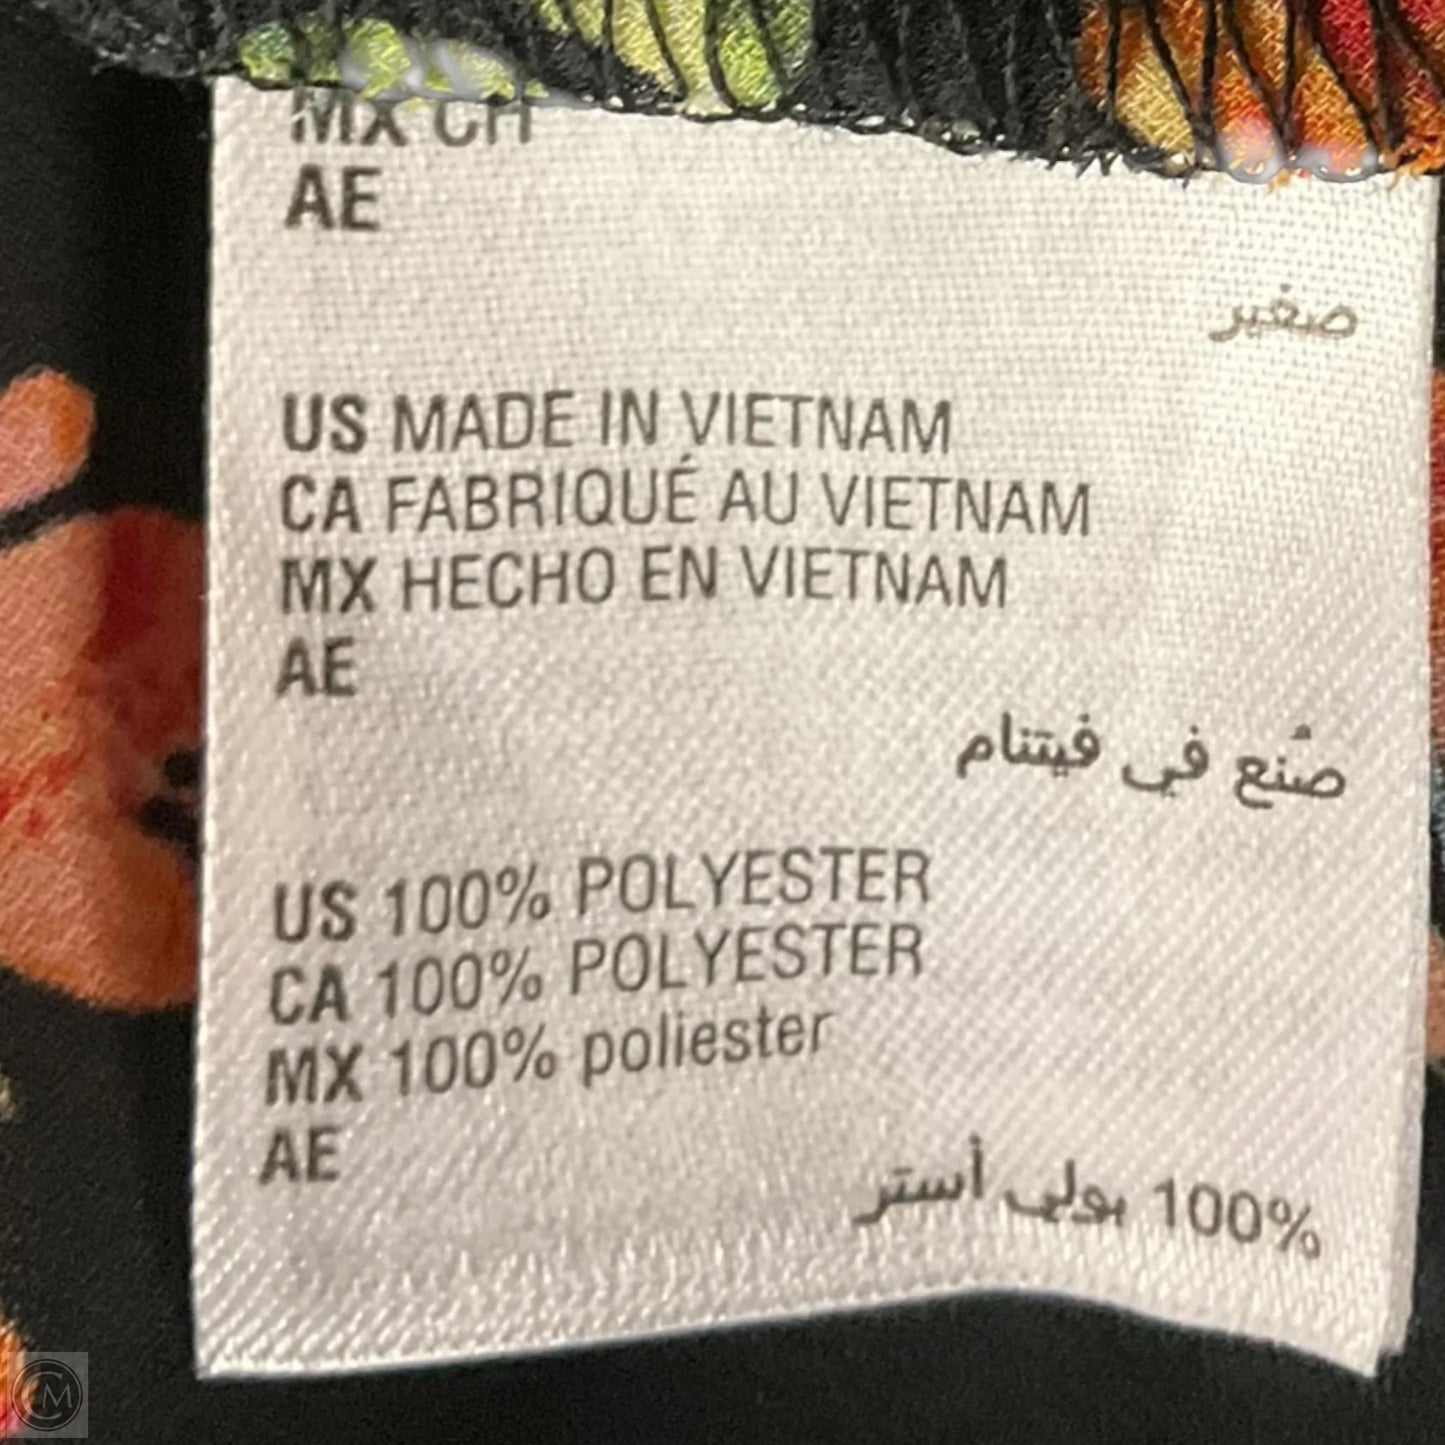 MX CH
AE
صغير
US MADE IN VIETNAM
CA FABRIQUÉ AU VIETNAM
MX HECHO EN VIETNAM
AE
صُنع في فيتنام
US 100% POLYESTER
CA 100% POLYESTER
MX 100% poliester
AE
100% بولي أستر
CM